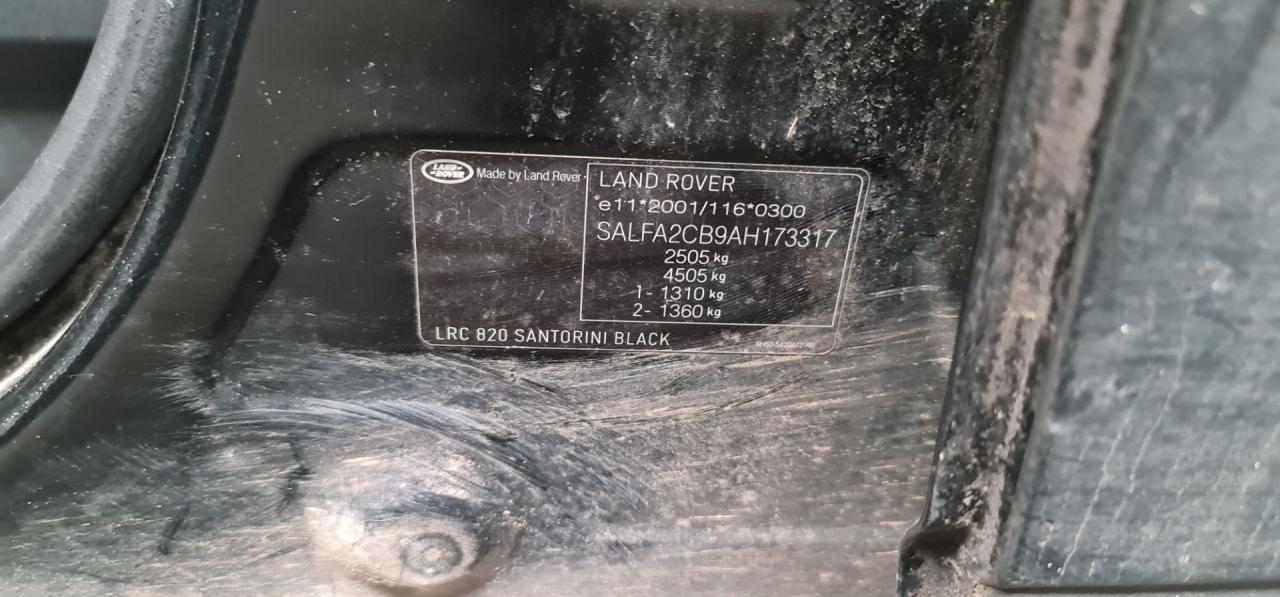 LAND ROVER
Made by Land Rover
LAND ROVER
e11*2001/116*0300
SALFA2CB9AH173317
2505 kg
4505 kg
1- 1310 kg
2- 1360 kg
LRC 820 SANTORINI BLACK